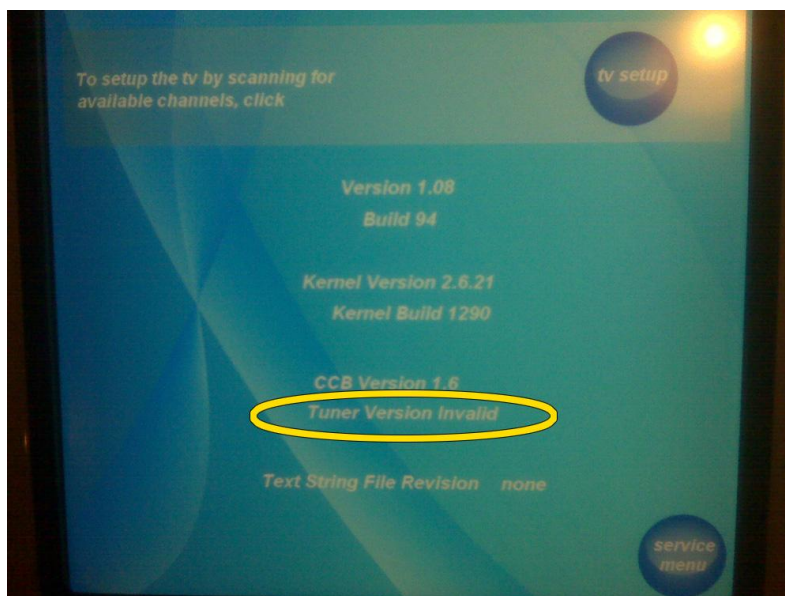 To setup the tv by scanning for
available channels, click
tv setup
Version 1.08
Build 94
Kernel Version 2.6.21
Kernel Build 1290
CCB Version 1.6
Tuner Version Invalid
Text String File Revision none
service
menu